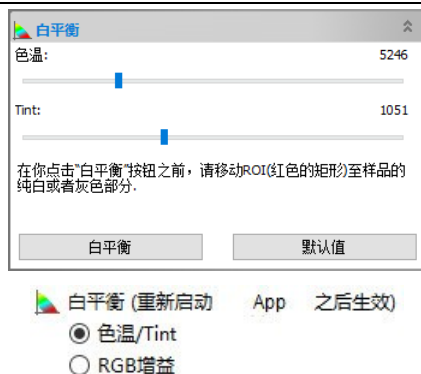 白平衡
色温: 5246
Tint: 1051
在你点击"白平衡"按钮之前，请移动ROI(红色的矩形)至样品的
纯白或者灰色部分.
白平衡 默认值
白平衡 (重新启动 App 之后生效)
色温/Tint
RGB增益